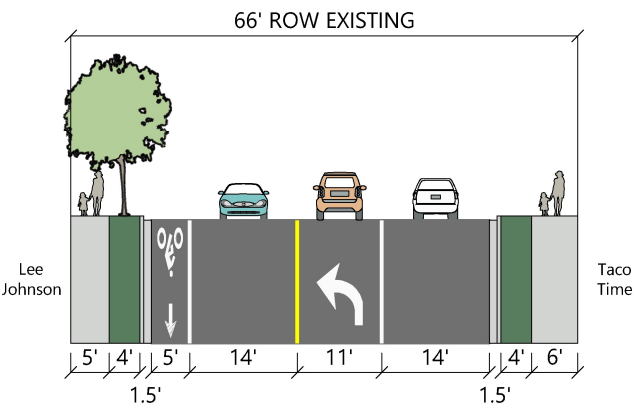 66' ROW EXISTING
Lee
Johnson
Taco
Time
5' 4' 5' 14' 11' 14' 4' 6'
1.5' 1.5'